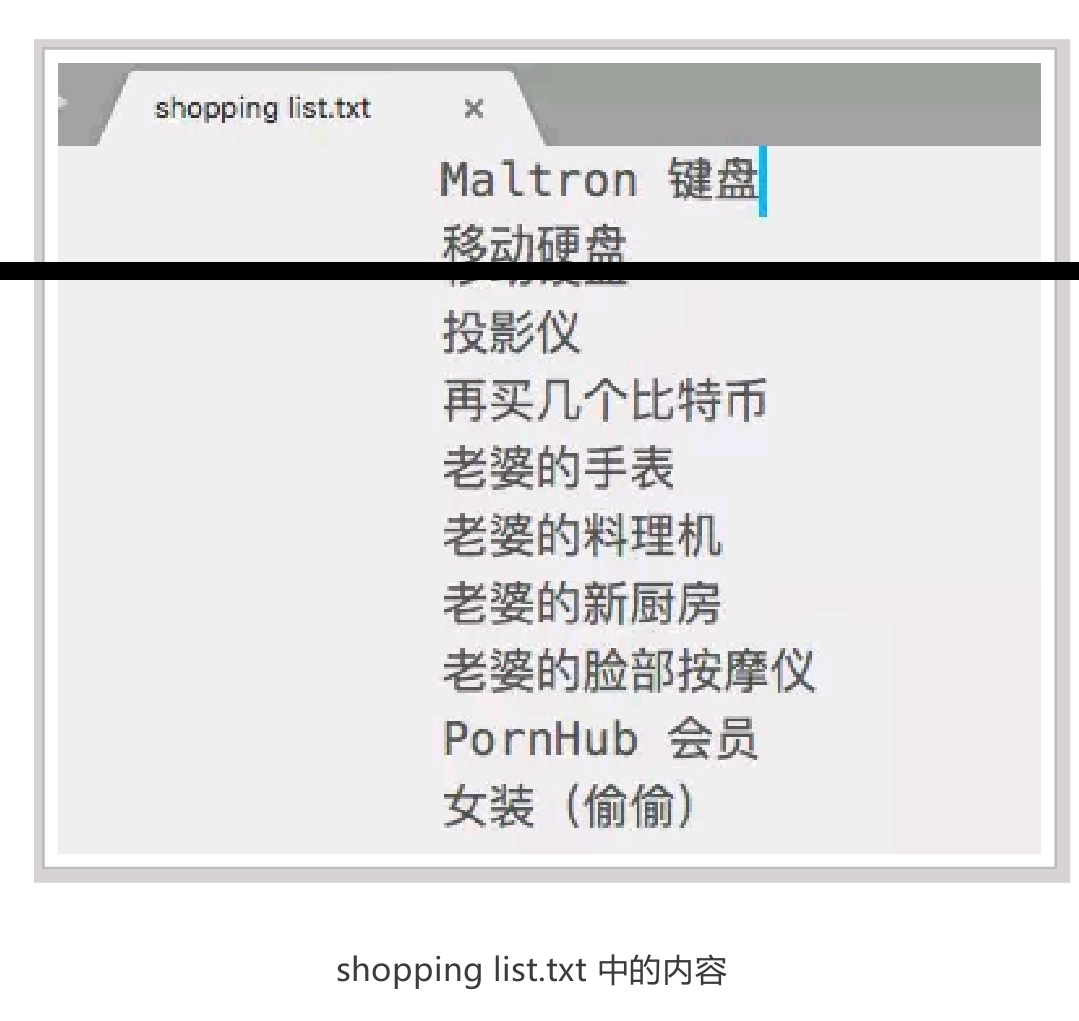 shopping list.txt ×
Maltron 键盘
移动硬盘
投影仪
再买几个比特币
老婆的手表
老婆的料理机
老婆的新厨房
老婆的脸部按摩仪
PornHub 会员
女装（偷偷）
shopping list.txt 中的内容